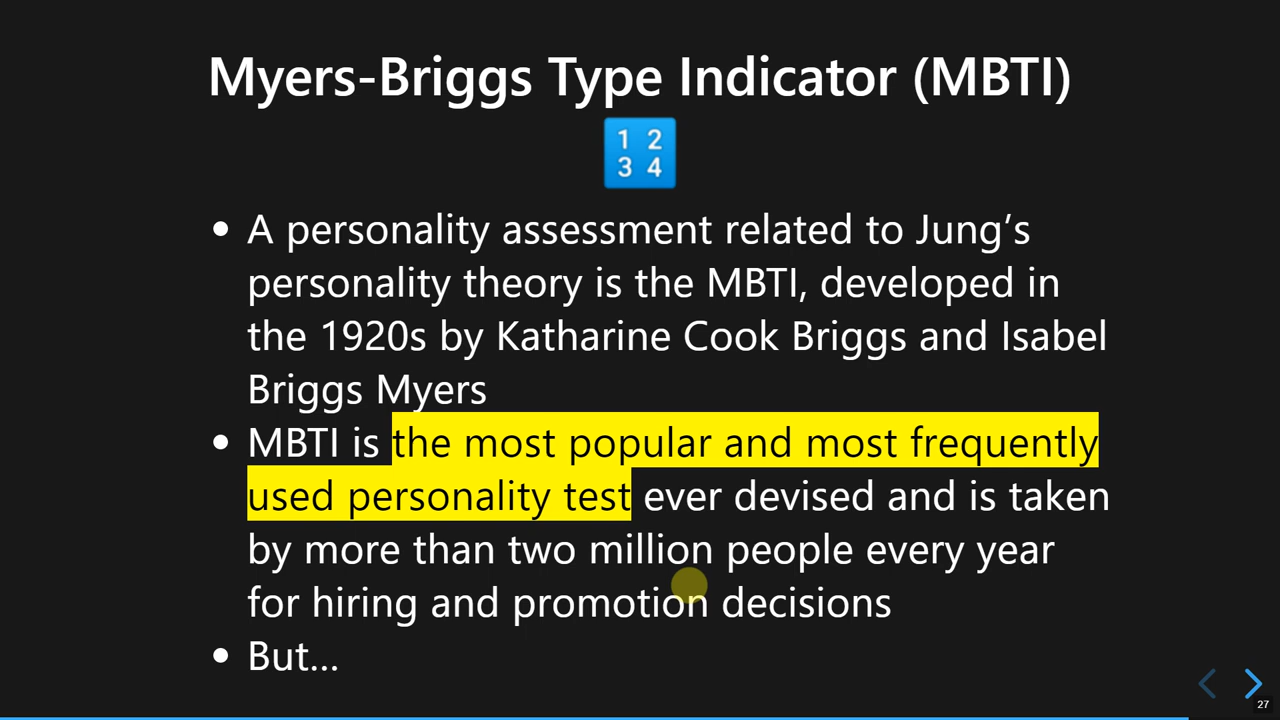 Myers-Briggs Type Indicator (MBTI)
1 2
3 4
• A personality assessment related to Jung’s
personality theory is the MBTI, developed in
the 1920s by Katharine Cook Briggs and Isabel
Briggs Myers
• MBTI is the most popular and most frequently
used personality test ever devised and is taken
by more than two million people every year
for hiring and promotion decisions
• But...
27